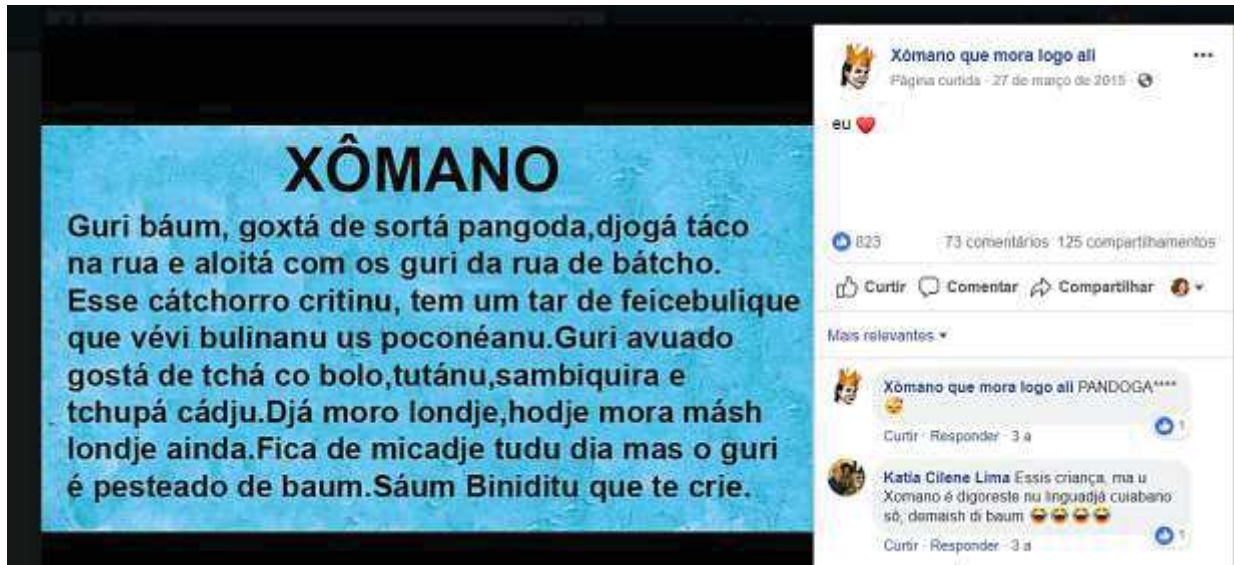 XÔMANO
Guri báum, goxtá de sortá pangoda,djogá táco
na rua e aloitá com os guri da rua de bátcho.
Esse cátchorro critinu, tem um tar de feicebulique
que vévi bulinanu us poconéanu.Guri avuado
gostá de tchá co bolo,tutánu,sambiquira e
tchupá cádju.Djá moro londje,hodje mora másh
londje ainda.Fica de micadje tudu dia mas o guri
é pesteado de baum.Sáum Biniditu que te crie.
Xômano que mora logo ali
Página curtida · 27 de março de 2015
eu
823 73 comentários 125 compartilhamentos
Curtir Comentar Compartilhar
Mais relevantes
Xômano que mora logo ali PANDOGA****
Curtir · Responder · 3 a 1
Katia Cilene Lima Essis criança, ma u
Xomano é digoreste nu linguadjá cuiabano
só, demaish di baum
Curtir · Responder · 3 a 1